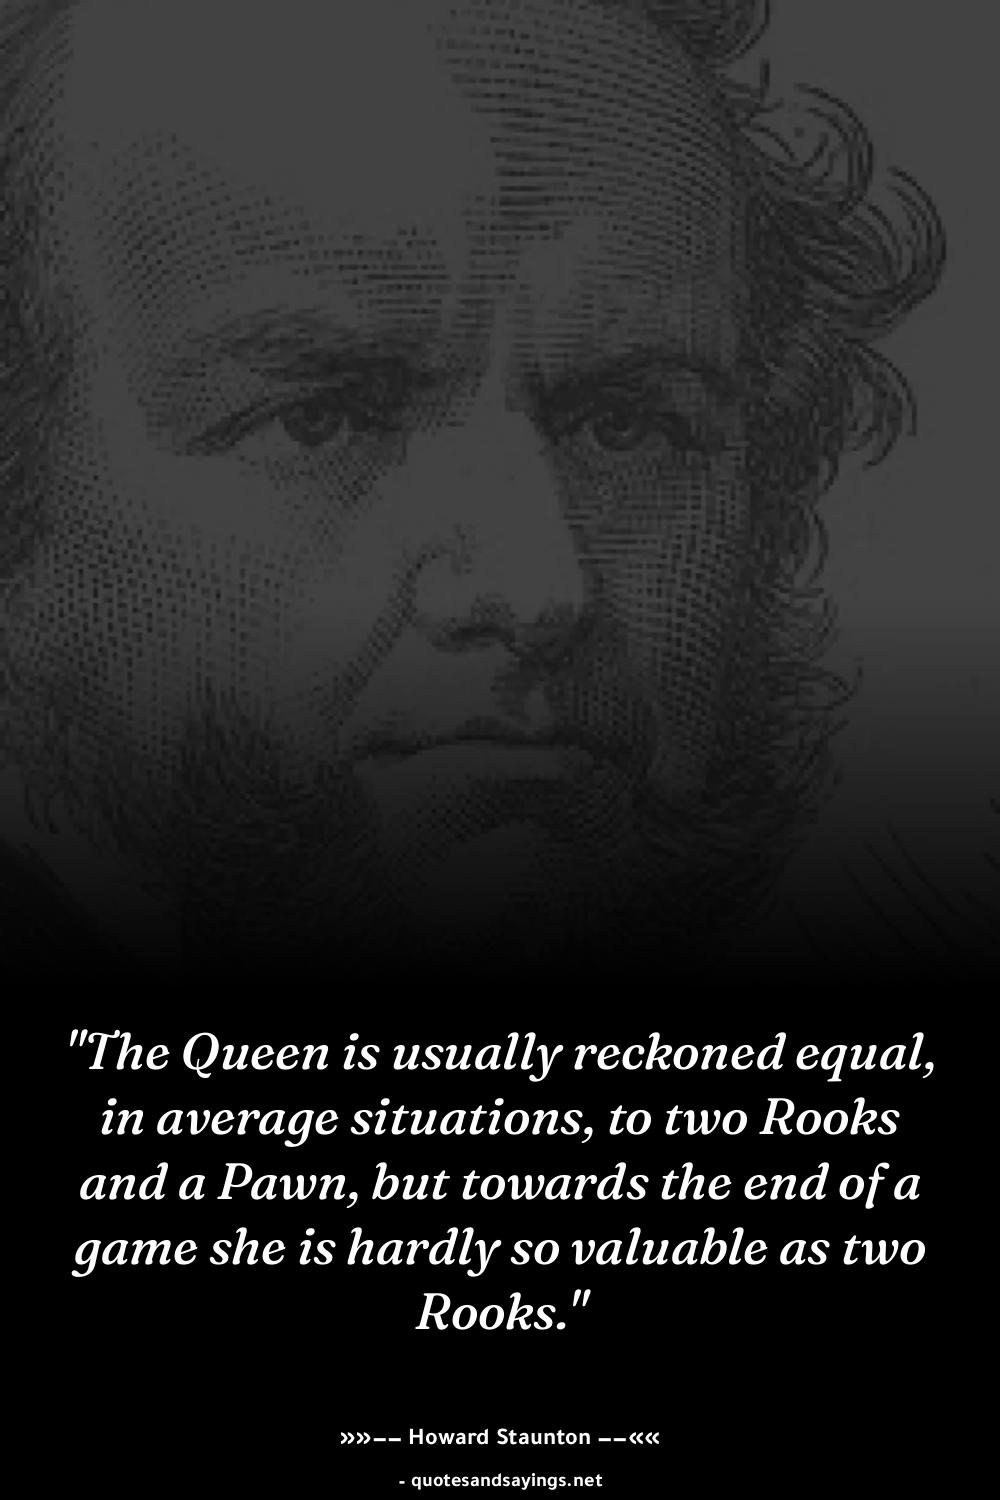 "The Queen is usually reckoned equal,
in average situations, to two Rooks
and a Pawn, but towards the end of a
game she is hardly so valuable as two
Rooks."
»»−− Howard Staunton −−««
- quotesandsayings.net